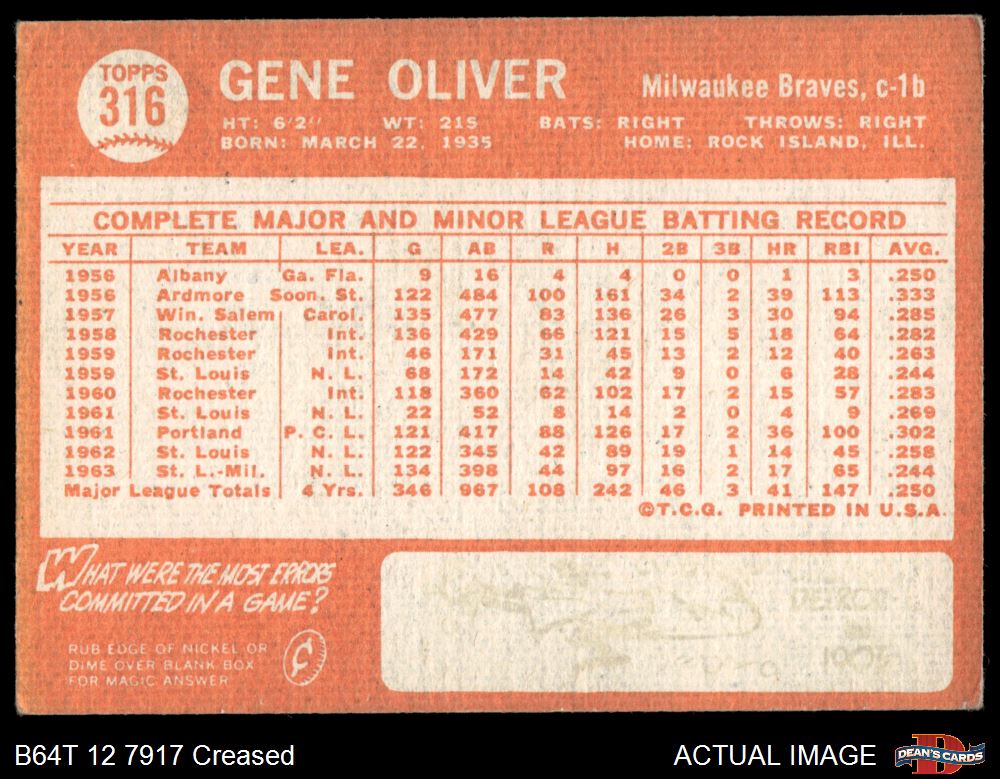 TOPPS
316
GENE OLIVER
Milwaukee Braves, c-1b
HT: 6'2" WT: 215 BATS: RIGHT THROWS: RIGHT
BORN: MARCH 22, 1935 HOME: ROCK ISLAND, ILL.
COMPLETE MAJOR AND MINOR LEAGUE BATTING RECORD
YEAR TEAM LEA. G AB R H 2B 3B HR RBI AVG.
1956 Albany Ga. Fla. 9 16 4 4 0 0 1 3 .250
1956 Ardmore Soon. St. 122 484 100 161 34 2 39 113 .333
1957 Win. Salem Carol. 135 477 83 136 26 3 30 94 .285
1958 Rochester Int. 136 429 66 121 15 5 18 64 .282
1959 Rochester Int. 46 171 31 45 13 2 12 40 .263
1959 St. Louis N. L. 68 172 14 42 9 0 6 28 .244
1960 Rochester Int. 118 360 62 102 17 2 15 57 .283
1961 St. Louis N. L. 22 52 8 14 2 0 4 9 .269
1961 Portland P. C. L. 121 417 88 126 17 2 36 100 .302
1962 St. Louis N. L. 122 345 42 89 19 1 14 45 .258
1963 St. L.-Mil. N. L. 134 398 44 97 16 2 17 65 .244
Major League Totals 4 Yrs. 346 967 108 242 46 3 41 147 .250
©T.C.G. PRINTED IN U.S.A.
WHAT WERE THE MOST ERRORS
COMMITTED IN A GAME?
RUB EDGE OF NICKEL OR
DIME OVER BLANK BOX
FOR MAGIC ANSWER
¢
B64T 12 7917 Creased
ACTUAL IMAGE
DEAN'S CARDS